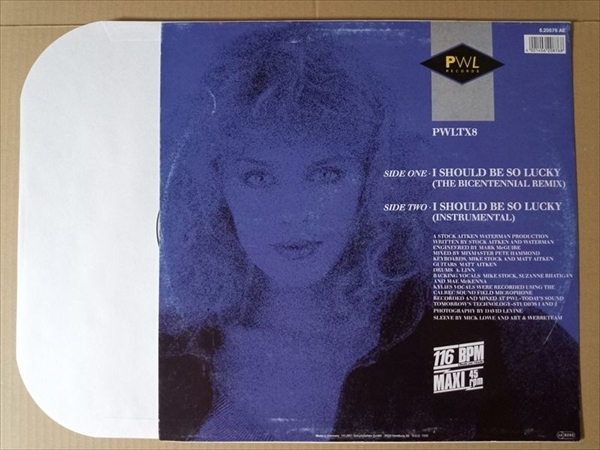 6.20876 AE
PWL
RECORDS
PWLTX8
SIDE ONE · I SHOULD BE SO LUCKY
(THE BICENTENNIAL REMIX)
SIDE TWO · I SHOULD BE SO LUCKY
(INSTRUMENTAL)
A STOCK AITKEN WATERMAN PRODUCTION
WRITTEN BY STOCK AITKEN AND WATERMAN
ENGINEERED BY MARK McGUIRE
MIXED BY MIXMASTER PETE HAMMOND
KEYBOARDS, MIKE STOCK AND MATT AITKEN
GUITARS MATT AITKEN
DRUMS A. LINN
BACKING VOCALS MIKE STOCK, SUZANNE RHATIGAN
AND MAE McKENNA
KYLIES VOCALS WERE RECORDED USING THE
CALREC SOUND FIELD MICROPHONE
RECORDED AND MIXED AT PWL–TODAY'S SOUND
TOMORROW'S TECHNOLOGY–STUDIOS 1 AND 2
PHOTOGRAPHY BY DAVID LEVINE
SLEEVE BY MICK LOWE AND ART & WEBBETEAM
116 BPM
MAXI 45 rpm